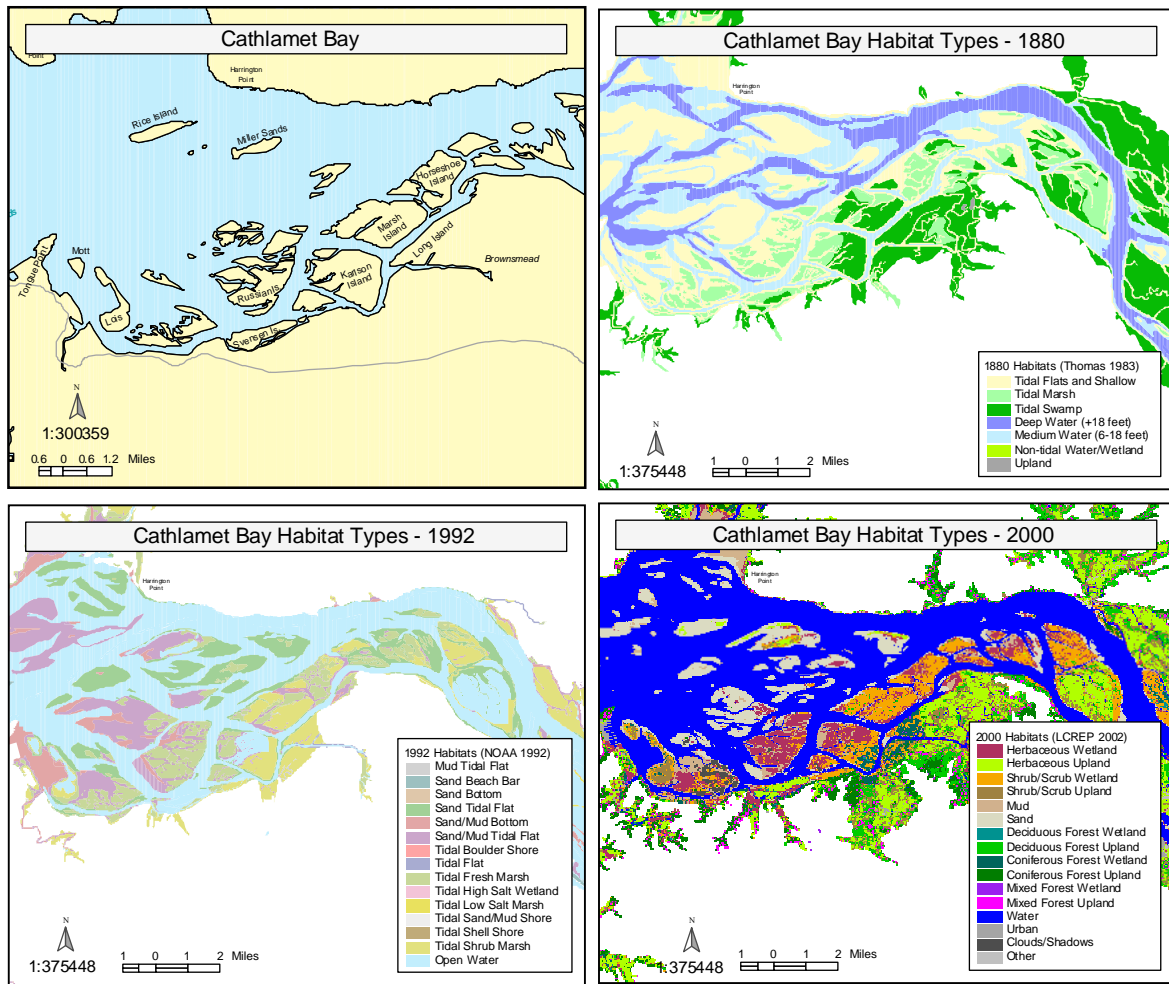 Cathlamet Bay
Point
Harrington
Point
Rice Island
Miller Sands
Horseshoe
Island
Marsh
Island
Long Island
Brownsmead
Karlson
Island
Russian Is.
Mott
Tongue Point
Lois
Svensen Is.
N
1:300359
0.6 0 0.6 1.2 Miles
Cathlamet Bay Habitat Types - 1880
Harrington
Point
1880 Habitats (Thomas 1983)
Tidal Flats and Shallow
Tidal Marsh
Tidal Swamp
Deep Water (+18 feet)
Medium Water (6-18 feet)
Non-tidal Water/Wetland
Upland
N
1:375448
1 0 1 2 Miles
Cathlamet Bay Habitat Types - 1992
Harrington
Point
1992 Habitats (NOAA 1992)
Mud Tidal Flat
Sand Beach Bar
Sand Bottom
Sand Tidal Flat
Sand/Mud Bottom
Sand/Mud Tidal Flat
Tidal Boulder Shore
Tidal Flat
Tidal Fresh Marsh
Tidal High Salt Wetland
Tidal Low Salt Marsh
Tidal Sand/Mud Shore
Tidal Shell Shore
Tidal Shrub Marsh
Open Water
N
1:375448
1 0 1 2 Miles
Cathlamet Bay Habitat Types - 2000
Harrington
Point
2000 Habitats (LCREP 2002)
Herbaceous Wetland
Herbaceous Upland
Shrub/Scrub Wetland
Shrub/Scrub Upland
Mud
Sand
Deciduous Forest Wetland
Deciduous Forest Upland
Coniferous Forest Wetland
Coniferous Forest Upland
Mixed Forest Wetland
Mixed Forest Upland
Water
Urban
Clouds/Shadows
Other
N
1:375448
1 0 1 2 Miles